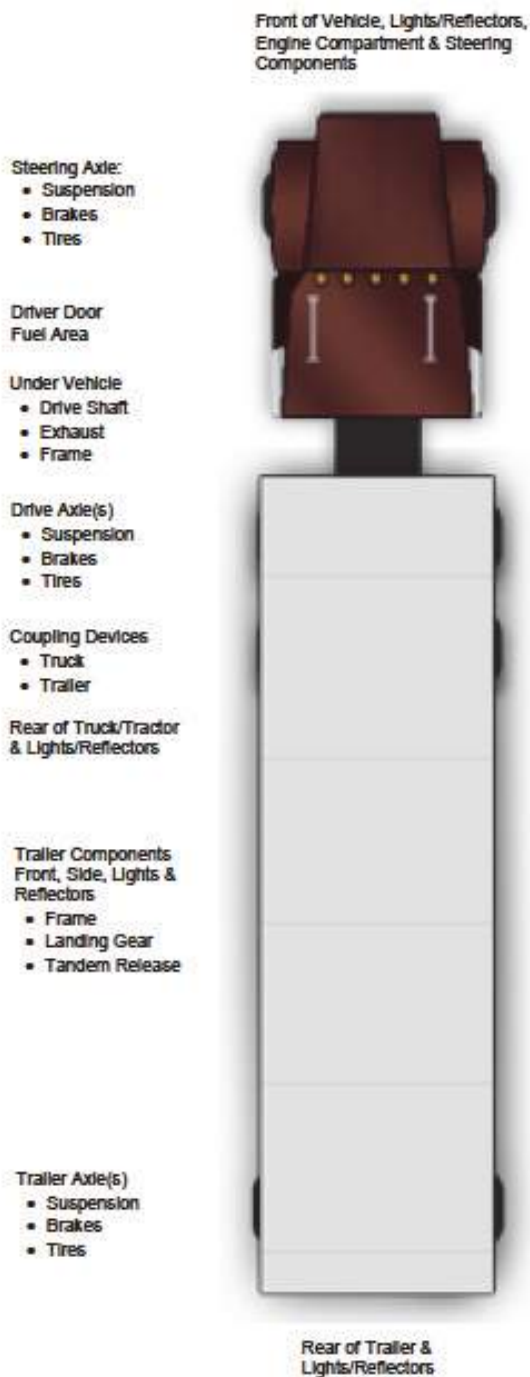 Front of Vehicle, Lights/Reflectors,
Engine Compartment & Steering
Components
Steering Axle:
• Suspension
• Brakes
• Tires
Driver Door
Fuel Area
Under Vehicle
• Drive Shaft
• Exhaust
• Frame
Drive Axle(s)
• Suspension
• Brakes
• Tires
Coupling Devices
• Truck
• Trailer
Rear of Truck/Tractor
& Lights/Reflectors
Trailer Components
Front, Side, Lights &
Reflectors
• Frame
• Landing Gear
• Tandem Release
Trailer Axle(s)
• Suspension
• Brakes
• Tires
Rear of Trailer &
Lights/Reflectors